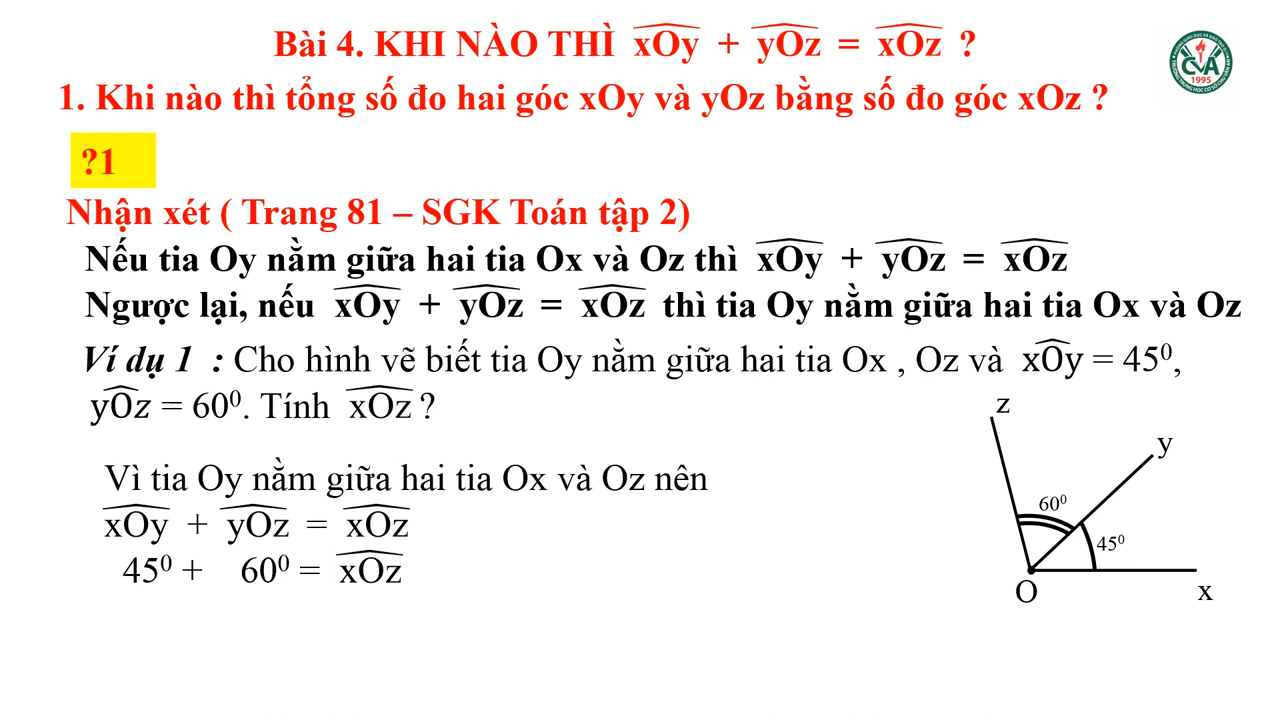 Bài 4. KHI NÀO THÌ xOy + yOz = xOz ?
1. Khi nào thì tổng số đo hai góc xOy và yOz bằng số đo góc xOz ?
?1
Nhận xét ( Trang 81 – SGK Toán tập 2)
Nếu tia Oy nằm giữa hai tia Ox và Oz thì xOy + yOz = xOz
Ngược lại, nếu xOy + yOz = xOz thì tia Oy nằm giữa hai tia Ox và Oz
Ví dụ 1 : Cho hình vẽ biết tia Oy nằm giữa hai tia Ox , Oz và xOy = 45⁰,
yOz = 60⁰. Tính xOz ?
Vì tia Oy nằm giữa hai tia Ox và Oz nên
xOy + yOz = xOz
45⁰ + 60⁰ = xOz
z
y
60⁰
45⁰
O
x
CVA
1995